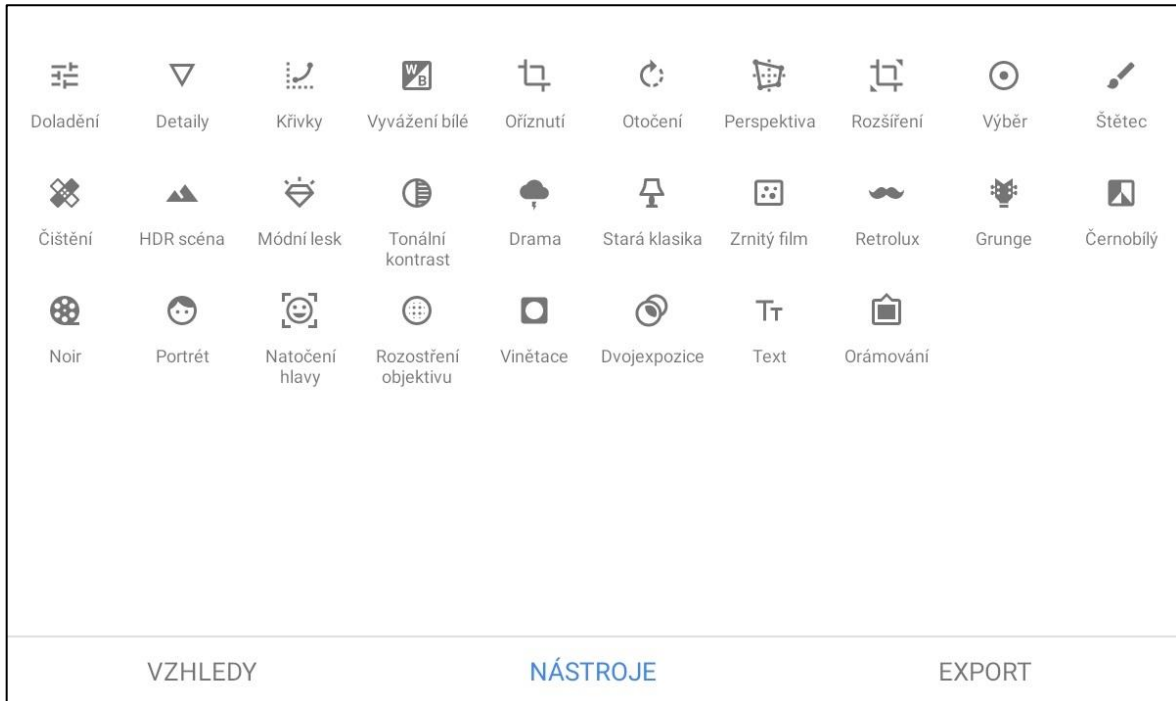 Doladění Detaily Křivky Vyvážení bílé Oříznutí Otočení Perspektiva Rozšíření Výběr Štětec
Čištění HDR scéna Módní lesk Tonální kontrast Drama Stará klasika Zrnitý film Retrolux Grunge Černobílý
Noir Portrét Natočení hlavy Rozostření objektivu Vinětace Dvojexpozice Text Orámování
VZHLEDY NÁSTROJE EXPORT